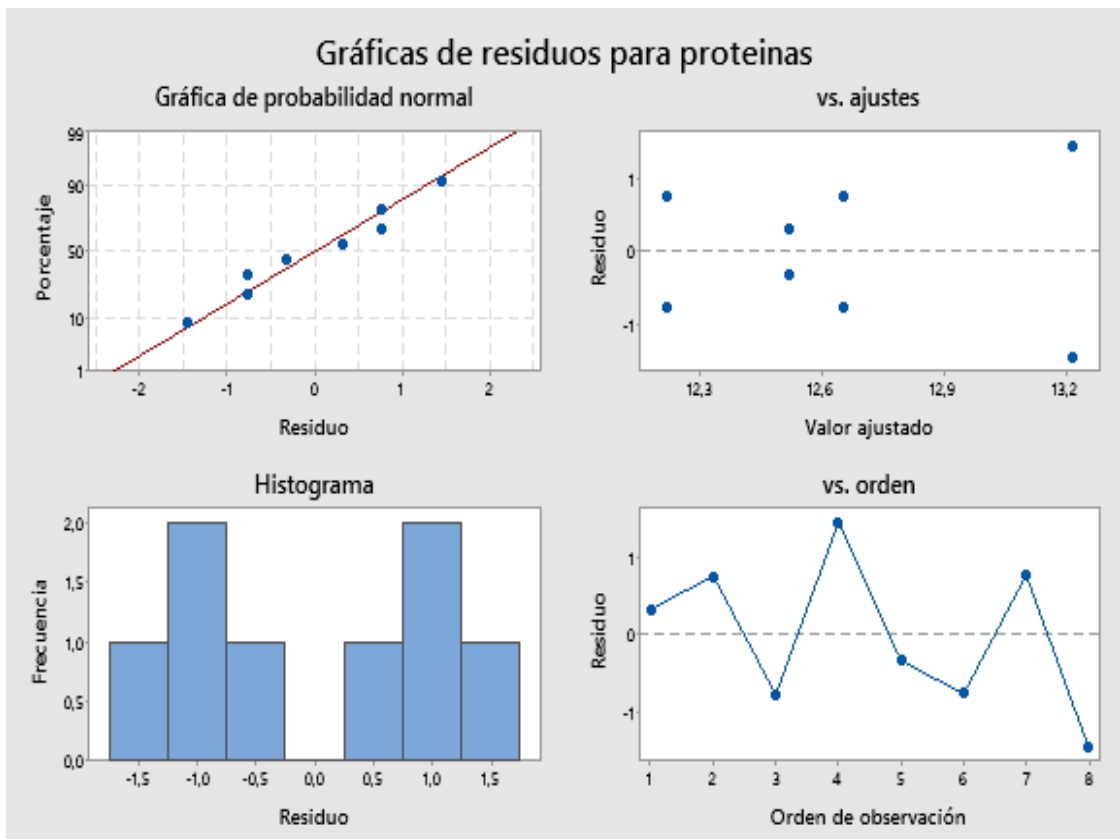 Gráficas de residuos para proteinas
Gráfica de probabilidad normal
99
90
50
10
1
Porcentaje
-2 -1 0 1 2
Residuo
vs. ajustes
1
0
-1
Residuo
12,3 12,6 12,9 13,2
Valor ajustado
Histograma
2,0
1,5
1,0
0,5
0,0
Frecuencia
-1,5 -1,0 -0,5 0,0 0,5 1,0 1,5
Residuo
vs. orden
1
0
-1
Residuo
1 2 3 4 5 6 7 8
Orden de observación